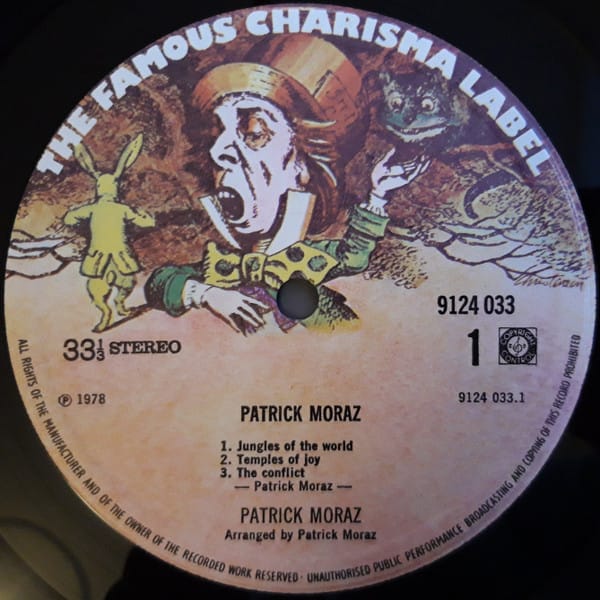 THE FAMOUS CHARISMA LABEL
9124 033
33⅓ STEREO
1
COPYRIGHT CONTROL
℗ 1978
9124 033.1
PATRICK MORAZ
1. Jungles of the world
2. Temples of joy
3. The conflict
— Patrick Moraz —
PATRICK MORAZ
Arranged by Patrick Moraz
ALL RIGHTS OF THE MANUFACTURER AND OF THE OWNER OF THE RECORDED WORK RESERVED · UNAUTHORISED PUBLIC PERFORMANCE BROADCASTING AND COPYING OF THIS RECORD PROHIBITED